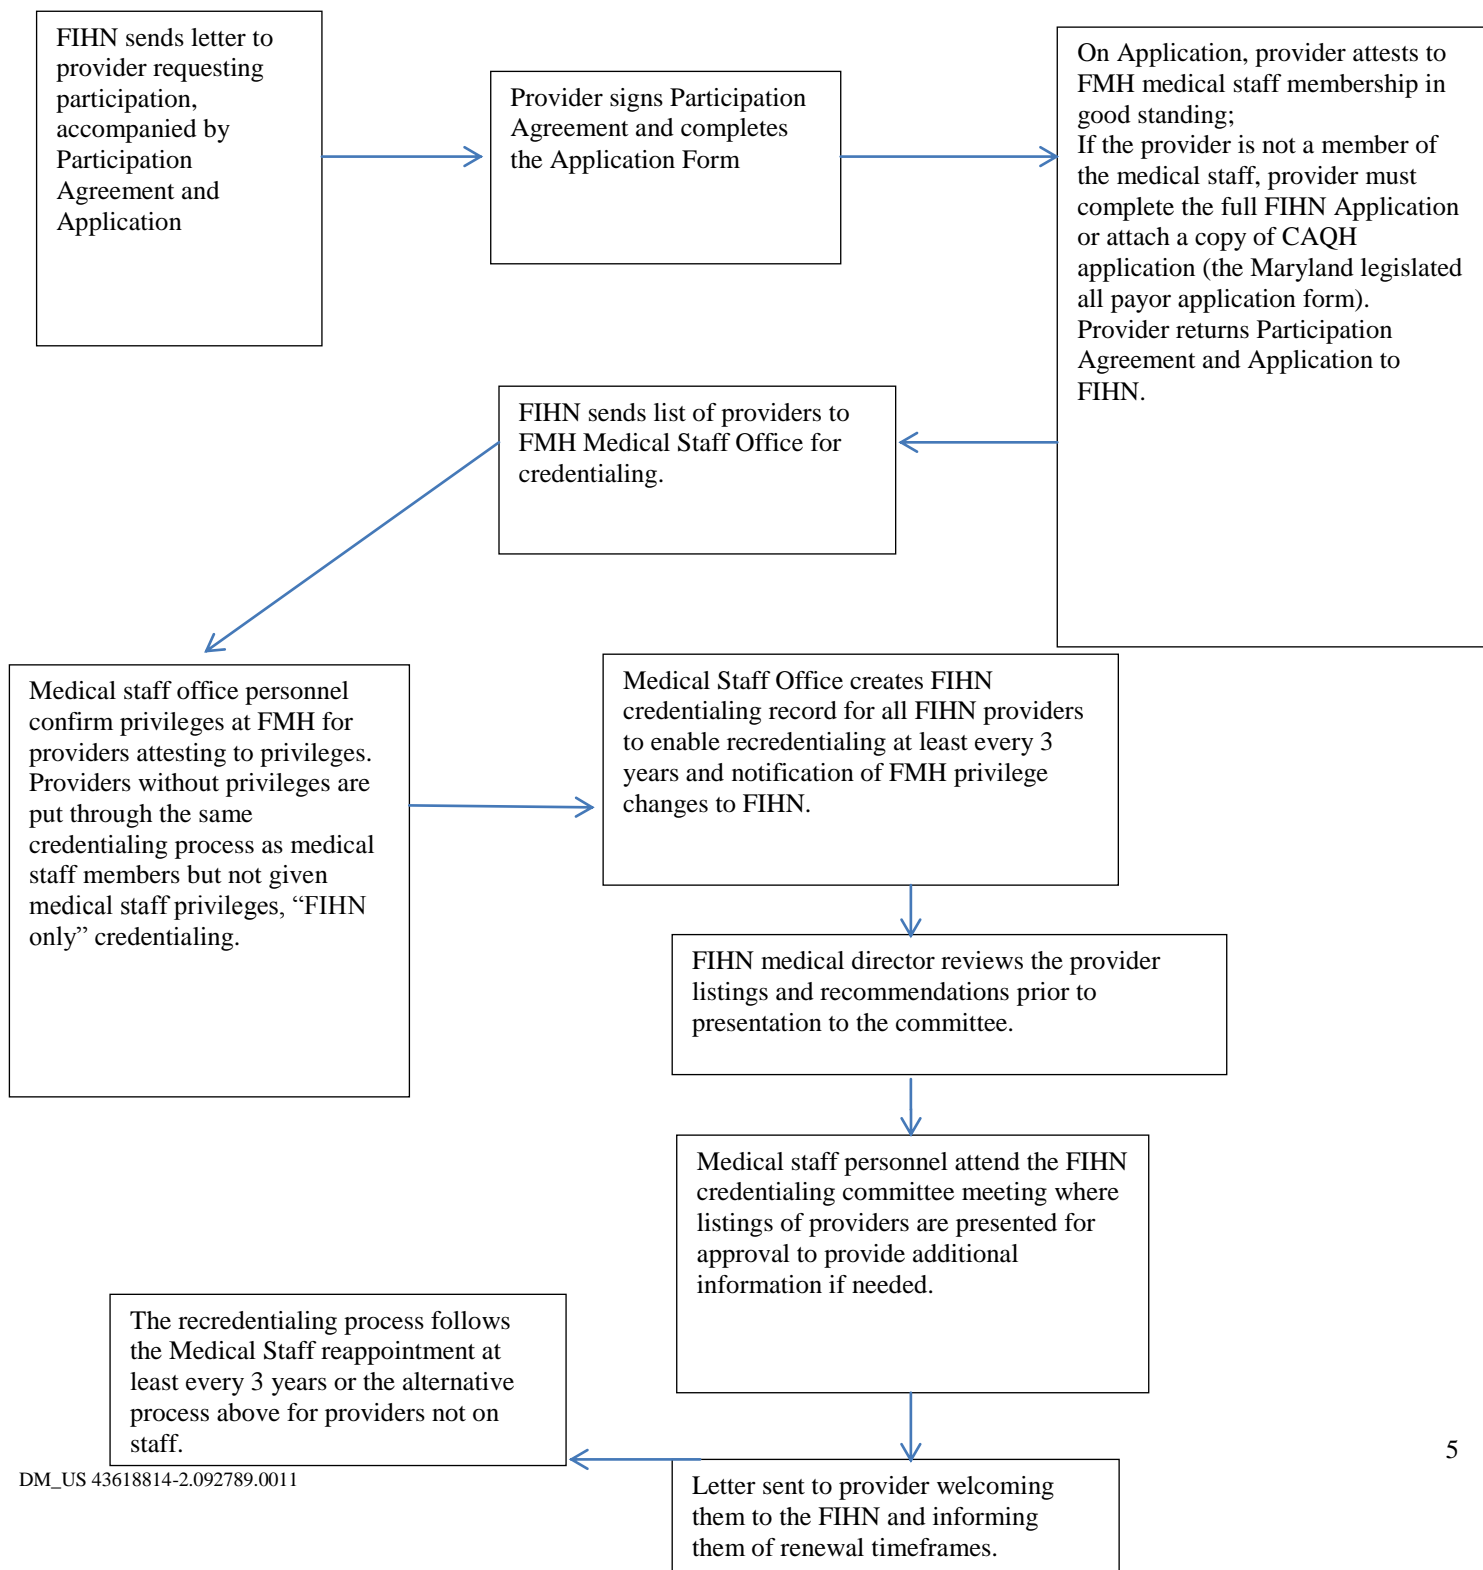 FIHN sends letter to
provider requesting
participation,
accompanied by
Participation
Agreement and
Application
Provider signs Participation
Agreement and completes
the Application Form
On Application, provider attests to
FMH medical staff membership in
good standing;
If the provider is not a member of
the medical staff, provider must
complete the full FIHN Application
or attach a copy of CAQH
application (the Maryland legislated
all payor application form).
Provider returns Participation
Agreement and Application to
FIHN.
FIHN sends list of providers to
FMH Medical Staff Office for
credentialing.
Medical staff office personnel
confirm privileges at FMH for
providers attesting to privileges.
Providers without privileges are
put through the same
credentialing process as medical
staff members but not given
medical staff privileges, “FIHN
only” credentialing.
Medical Staff Office creates FIHN
credentialing record for all FIHN providers
to enable recredentialing at least every 3
years and notification of FMH privilege
changes to FIHN.
FIHN medical director reviews the provider
listings and recommendations prior to
presentation to the committee.
Medical staff personnel attend the FIHN
credentialing committee meeting where
listings of providers are presented for
approval to provide additional
information if needed.
The recredentialing process follows
the Medical Staff reappointment at
least every 3 years or the alternative
process above for providers not on
staff.
Letter sent to provider welcoming
them to the FIHN and informing
them of renewal timeframes.
5
DM_US 43618814-2.092789.0011